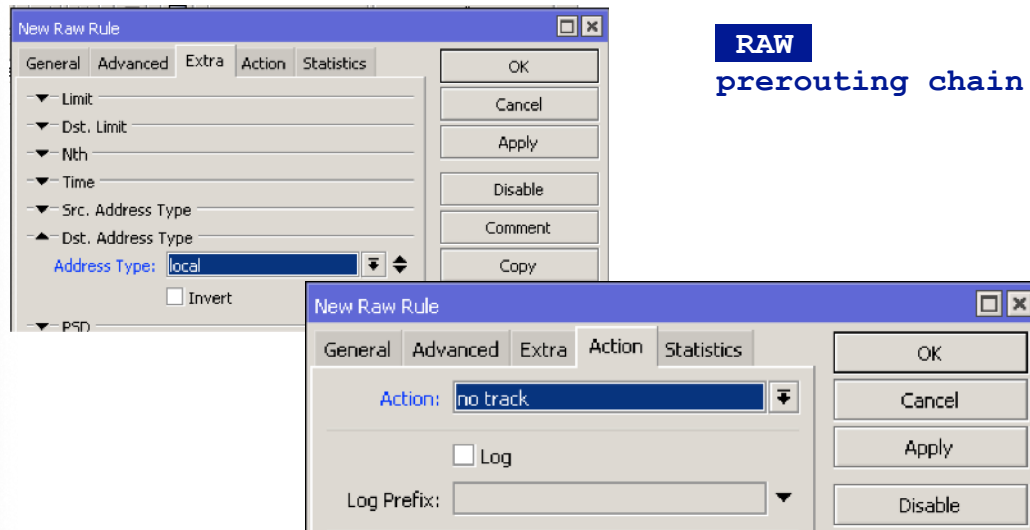 New Raw Rule
General Advanced Extra Action Statistics
Limit
Dst. Limit
Nth
Time
Src. Address Type
Dst. Address Type
Address Type: local
Invert
PSD
OK
Cancel
Apply
Disable
Comment
Copy
RAW
prerouting chain
New Raw Rule
General Advanced Extra Action Statistics
Action: no track
Log
Log Prefix:
OK
Cancel
Apply
Disable